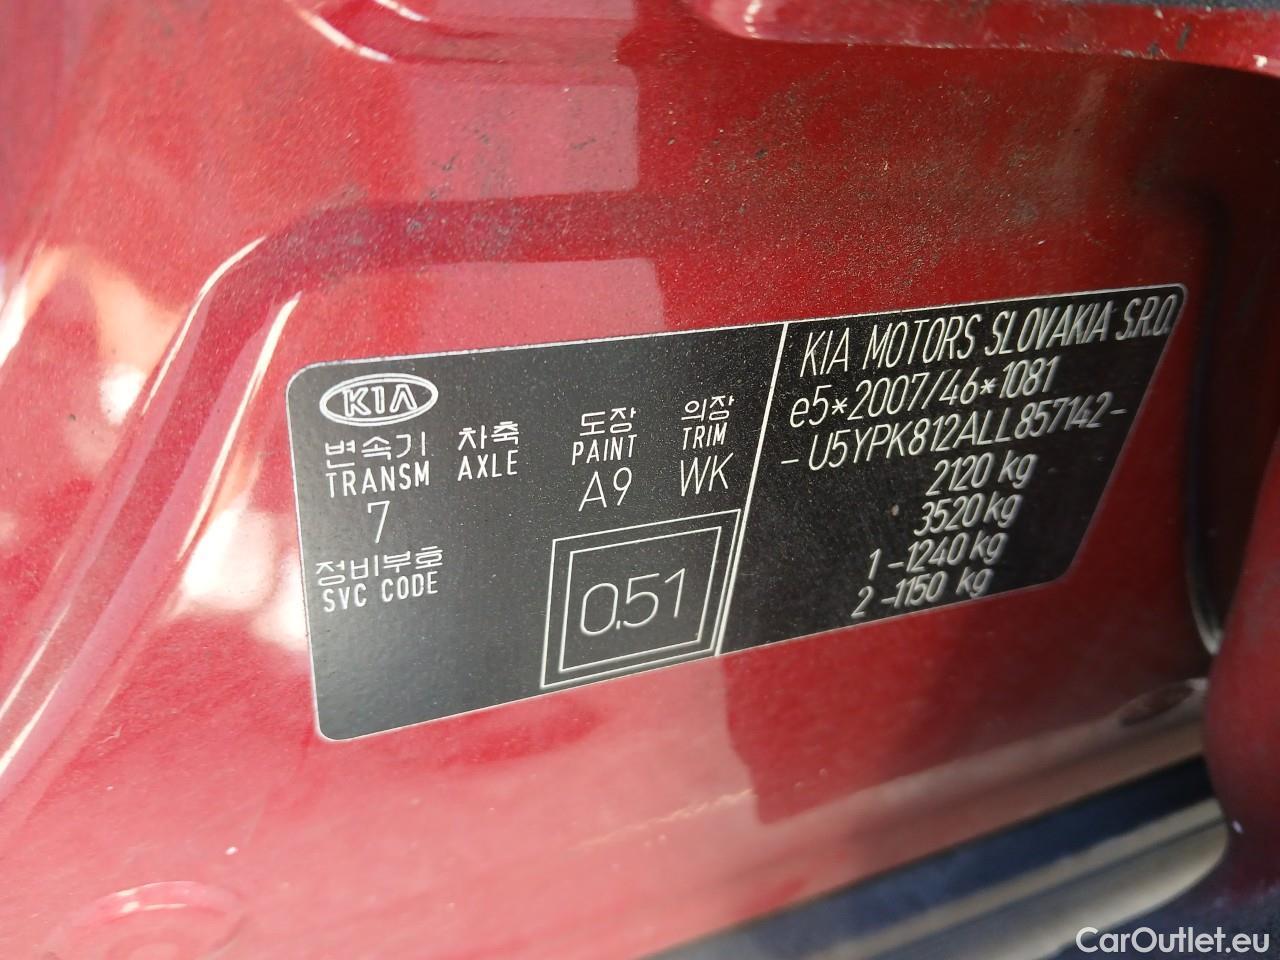 KIA
변속기 차축 도장 의장
TRANSM AXLE PAINT TRIM
7 A9 WK
정비부호
SVC CODE
0.51
KIA MOTORS SLOVAKIA S.R.O.
e5*2007/46*1081
-U5YPK812ALL857142-
2120 kg
3520 kg
1 -1240 kg
2 -1150 kg
CarOutlet.eu